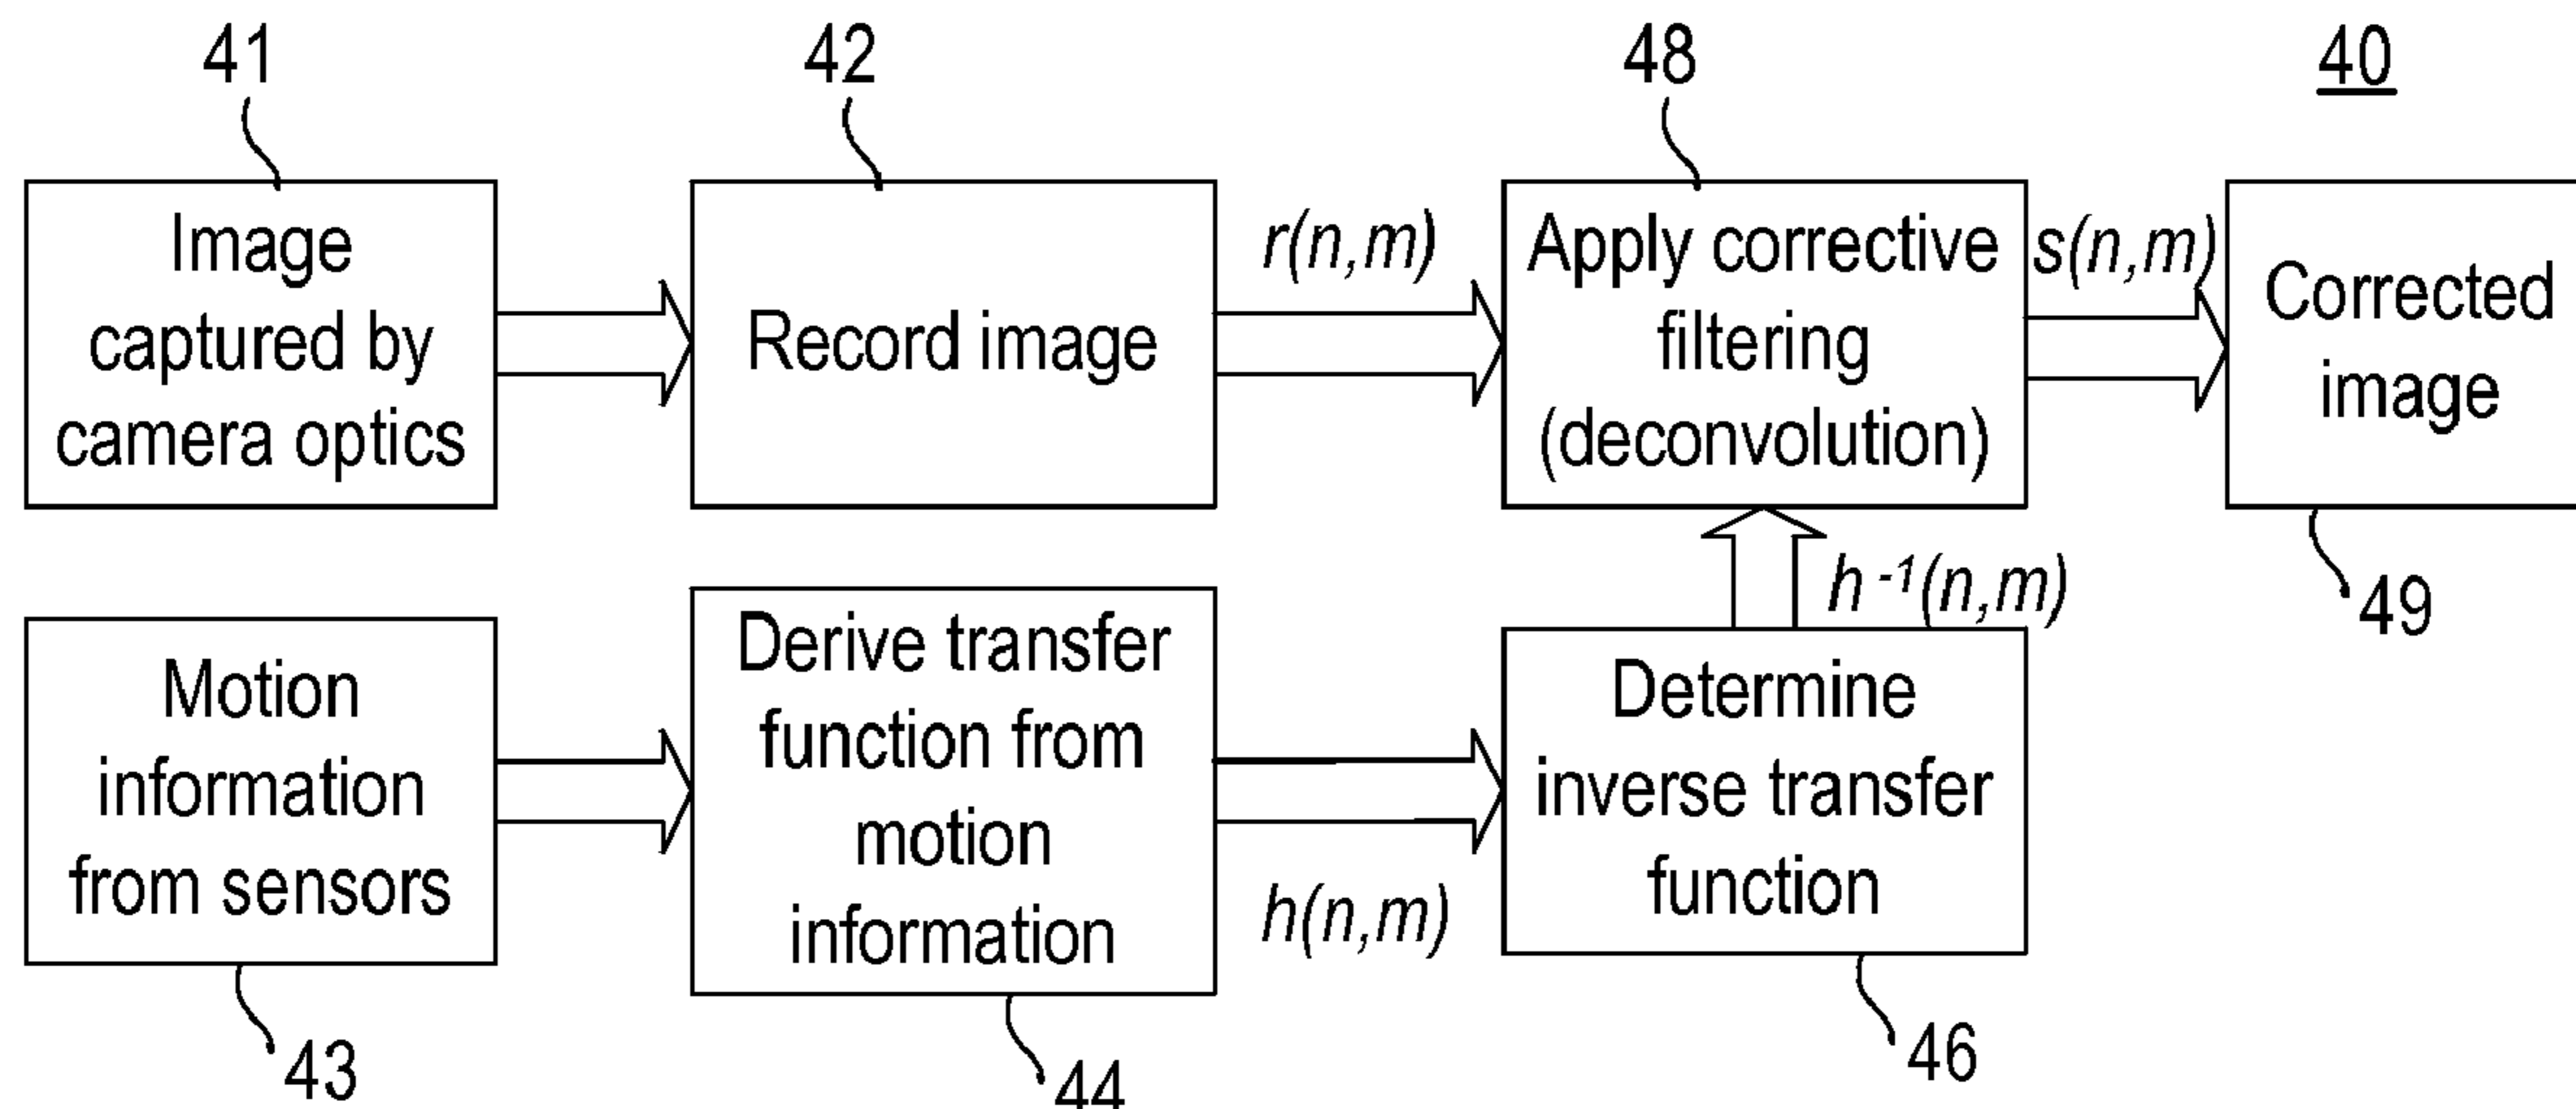 41
42
48
40
Image
captured by
camera optics
Record image
r(n,m)
Apply corrective
filtering
(deconvolution)
s(n,m)
Corrected
image
49
h⁻¹(n,m)
Motion
information
from sensors
43
Derive transfer
function from
motion
information
44
h(n,m)
Determine
inverse transfer
function
46